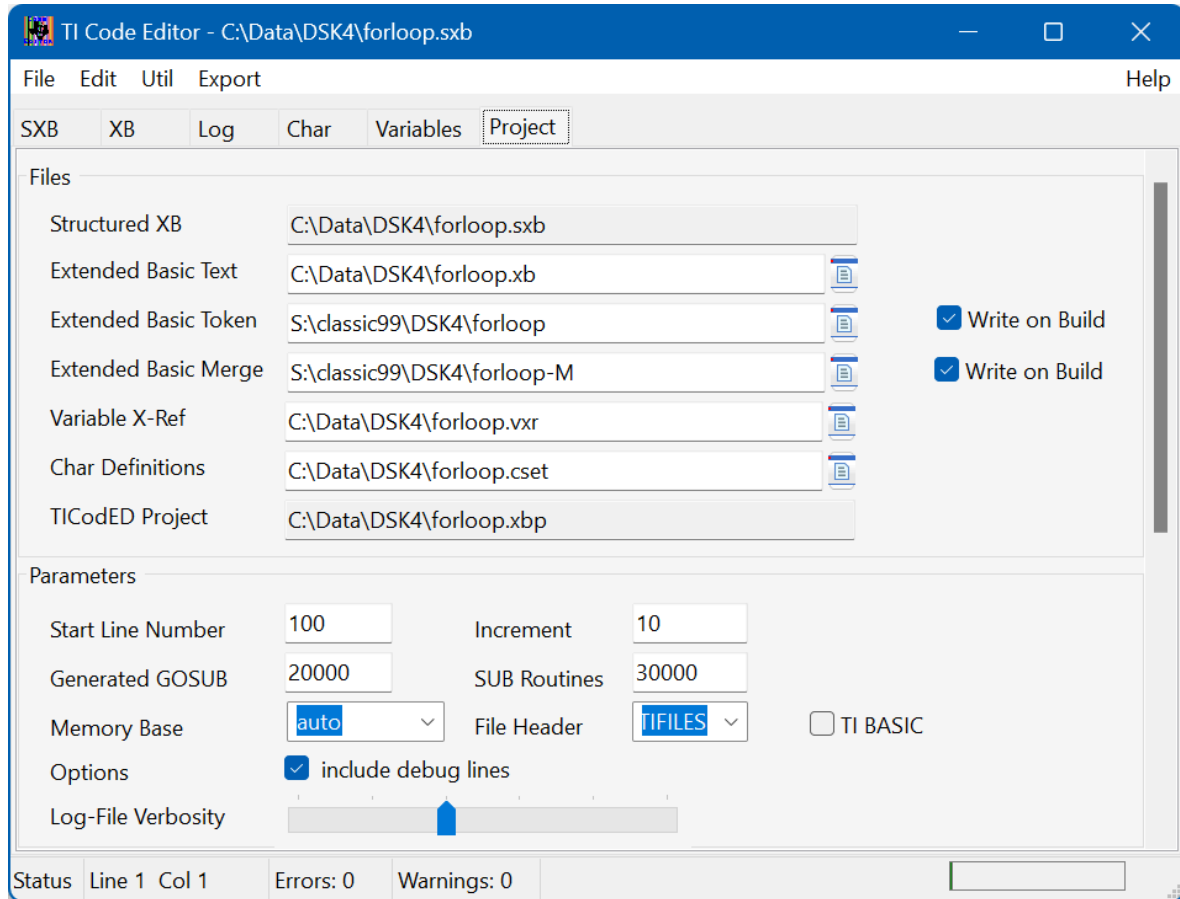 TI Code Editor - C:\Data\DSK4\forloop.sxb
File Edit Util Export Help
SXB XB Log Char Variables Project
Files
Structured XB C:\Data\DSK4\forloop.sxb
Extended Basic Text C:\Data\DSK4\forloop.xb
Extended Basic Token S:\classic99\DSK4\forloop Write on Build
Extended Basic Merge S:\classic99\DSK4\forloop-M Write on Build
Variable X-Ref C:\Data\DSK4\forloop.vxr
Char Definitions C:\Data\DSK4\forloop.cset
TICodED Project C:\Data\DSK4\forloop.xbp
Parameters
Start Line Number 100 Increment 10
Generated GOSUB 20000 SUB Routines 30000
Memory Base auto File Header TIFILES TI BASIC
Options include debug lines
Log-File Verbosity
Status Line 1 Col 1 Errors: 0 Warnings: 0